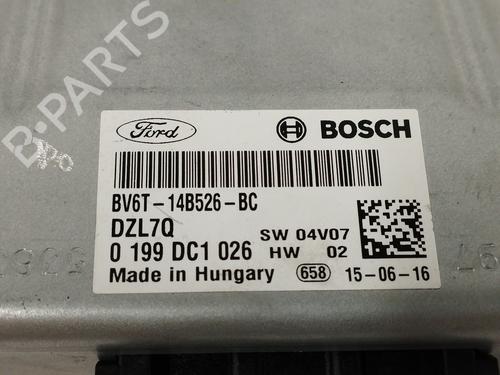 B-PARTS
Ford
BOSCH
BV6T-14B526-BC
DZL7Q
0 199 DC1 026
SW 04V07
HW 02
Made in Hungary
658
15-06-16